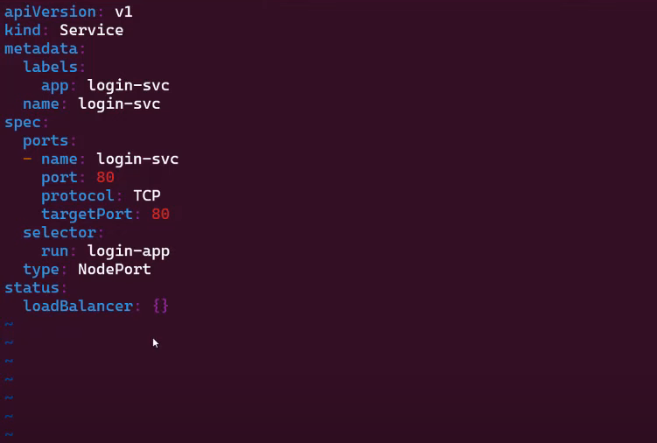 apiVersion: v1
kind: Service
metadata:
  labels:
    app: login-svc
  name: login-svc
spec:
  ports:
  - name: login-svc
    port: 80
    protocol: TCP
    targetPort: 80
  selector:
    run: login-app
  type: NodePort
status:
  loadBalancer: {}
~
~
~
~
~
~
~